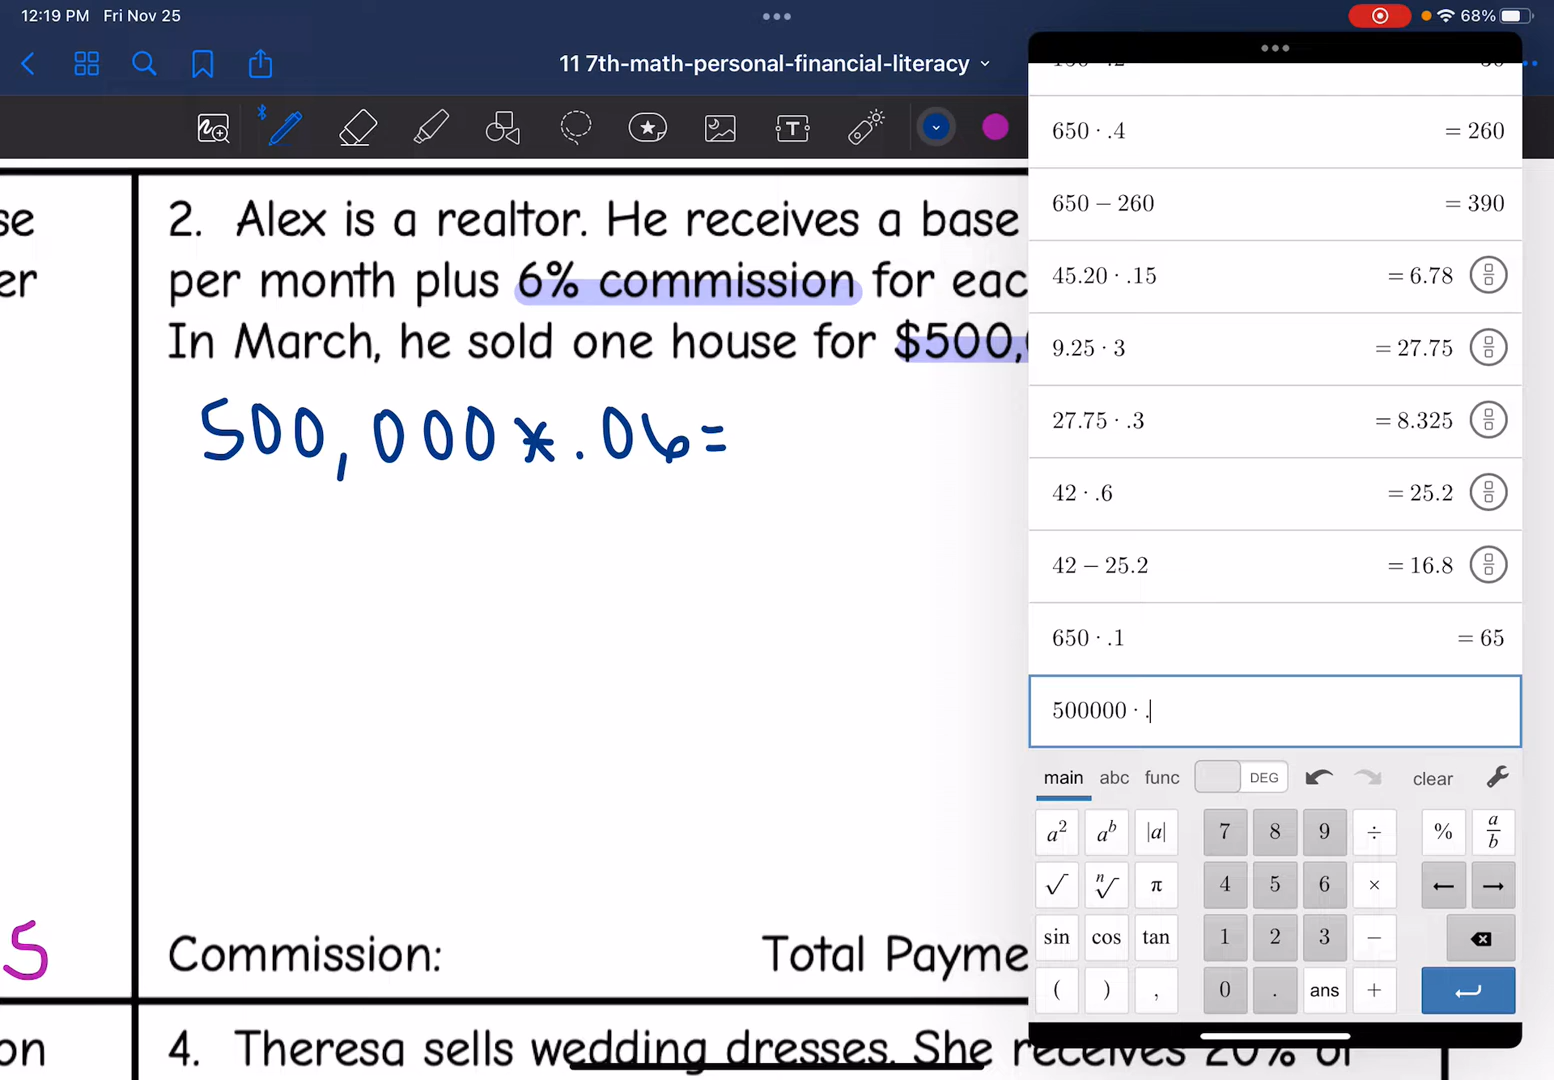 12:19 PM Fri Nov 25
68%
11 7th-math-personal-financial-literacy
T
se
er
2. Alex is a realtor. He receives a base
per month plus 6% commission for eac
In March, he sold one house for $500,
500,000 * .06 =
5
Commission:
Total Payme
on
4. Theresa sells wedding dresses. She receives 20% of
650 · .4 = 260
650 − 260 = 390
45.20 · .15 = 6.78
9.25 · 3 = 27.75
27.75 · .3 = 8.325
42 · .6 = 25.2
42 − 25.2 = 16.8
650 · .1 = 65
500000 · .
main abc func DEG clear
a² aᵇ |a| 7 8 9 ÷ % a/b
√ ⁿ√ π 4 5 6 × ← →
sin cos tan 1 2 3 −
( ) , 0 . ans +